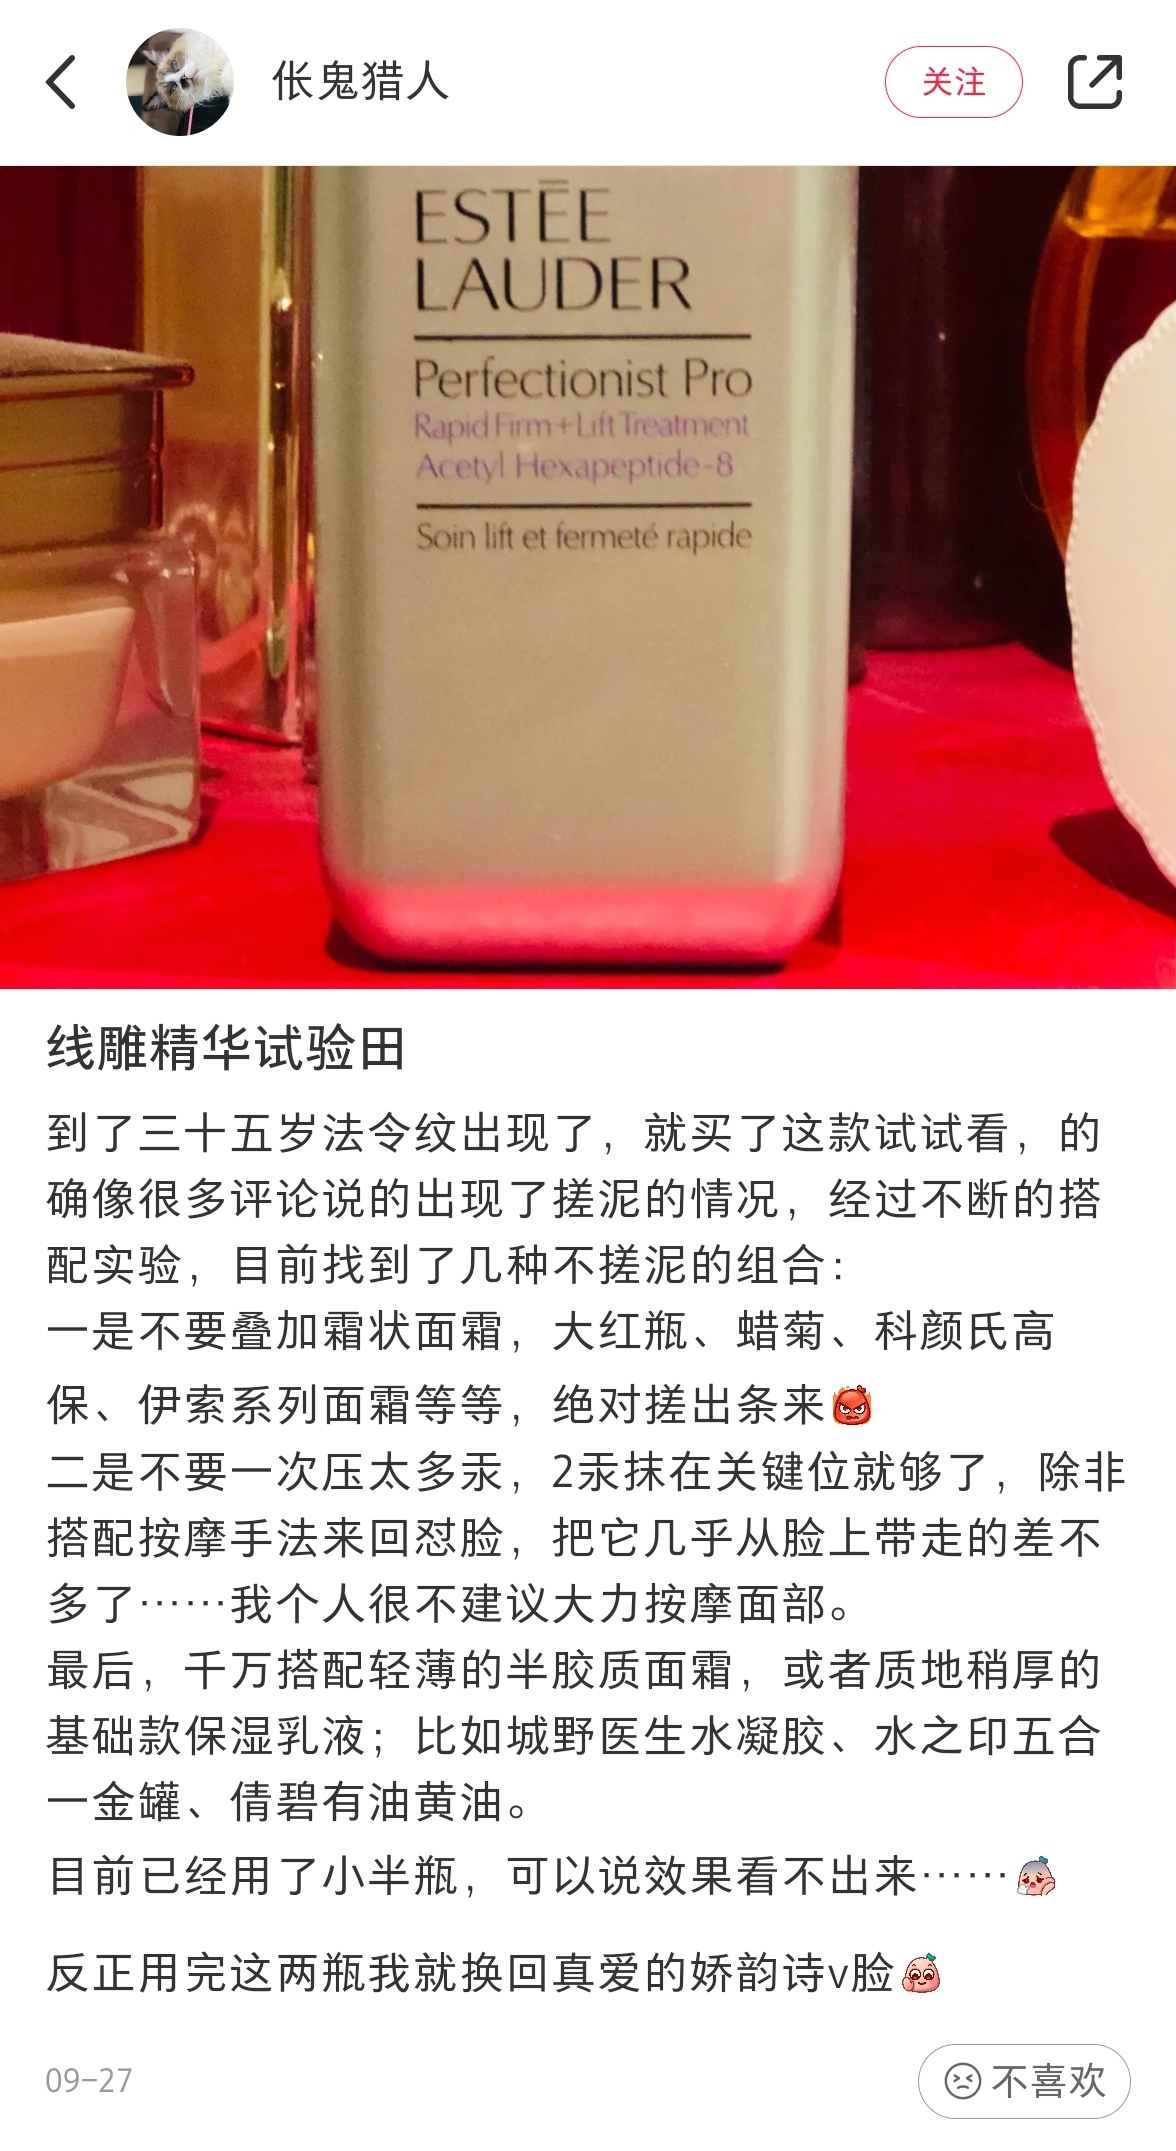 伥鬼猎人
关注
ESTĒE
LAUDER
Perfectionist Pro
Rapid Firm+Lift Treatment
Acetyl Hexapeptide-8
Soin lift et fermeté rapide
线雕精华试验田
到了三十五岁法令纹出现了，就买了这款试试看，的
确像很多评论说的出现了搓泥的情况，经过不断的搭
配实验，目前找到了几种不搓泥的组合：
一是不要叠加霜状面霜，大红瓶、蜡菊、科颜氏高
保、伊索系列面霜等等，绝对搓出条来
二是不要一次压太多汞，2汞抹在关键位就够了，除非
搭配按摩手法来回怼脸，把它几乎从脸上带走的差不
多了……我个人很不建议大力按摩面部。
最后，千万搭配轻薄的半胶质面霜，或者质地稍厚的
基础款保湿乳液；比如城野医生水凝胶、水之印五合
一金罐、倩碧有油黄油。
目前已经用了小半瓶，可以说效果看不出来……
反正用完这两瓶我就换回真爱的娇韵诗v脸
09-27
不喜欢